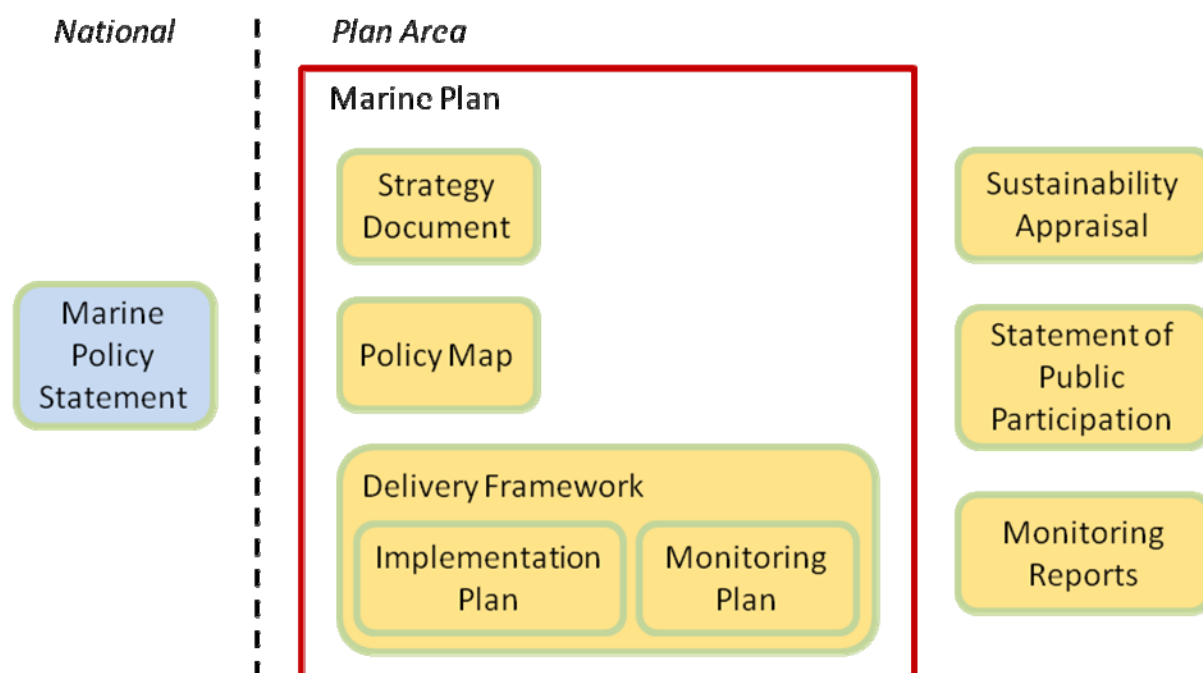 National
Plan Area
Marine Plan
Strategy
Document
Policy Map
Delivery Framework
Implementation
Plan
Monitoring
Plan
Marine
Policy
Statement
Sustainability
Appraisal
Statement of
Public
Participation
Monitoring
Reports